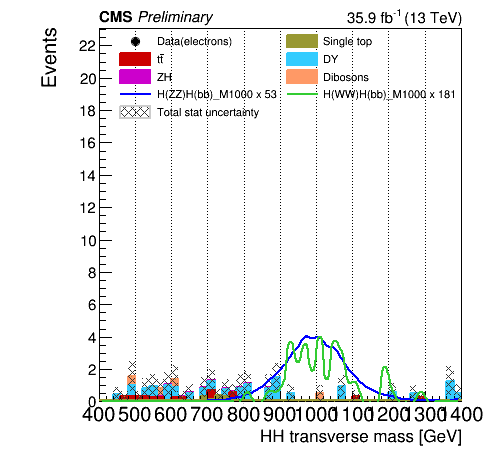 CMS Preliminary 35.9 fb⁻¹ (13 TeV)
Events
Data(electrons) Single top
tt̄ DY
ZH Dibosons
H(ZZ)H(bb)_M1000 x 53 H(WW)H(bb)_M1000 x 181
Total stat uncertainty
22
20
18
16
14
12
10
8
6
4
2
0
400 500 600 700 800 900 1000 1100 1200 1300 1400
HH transverse mass [GeV]